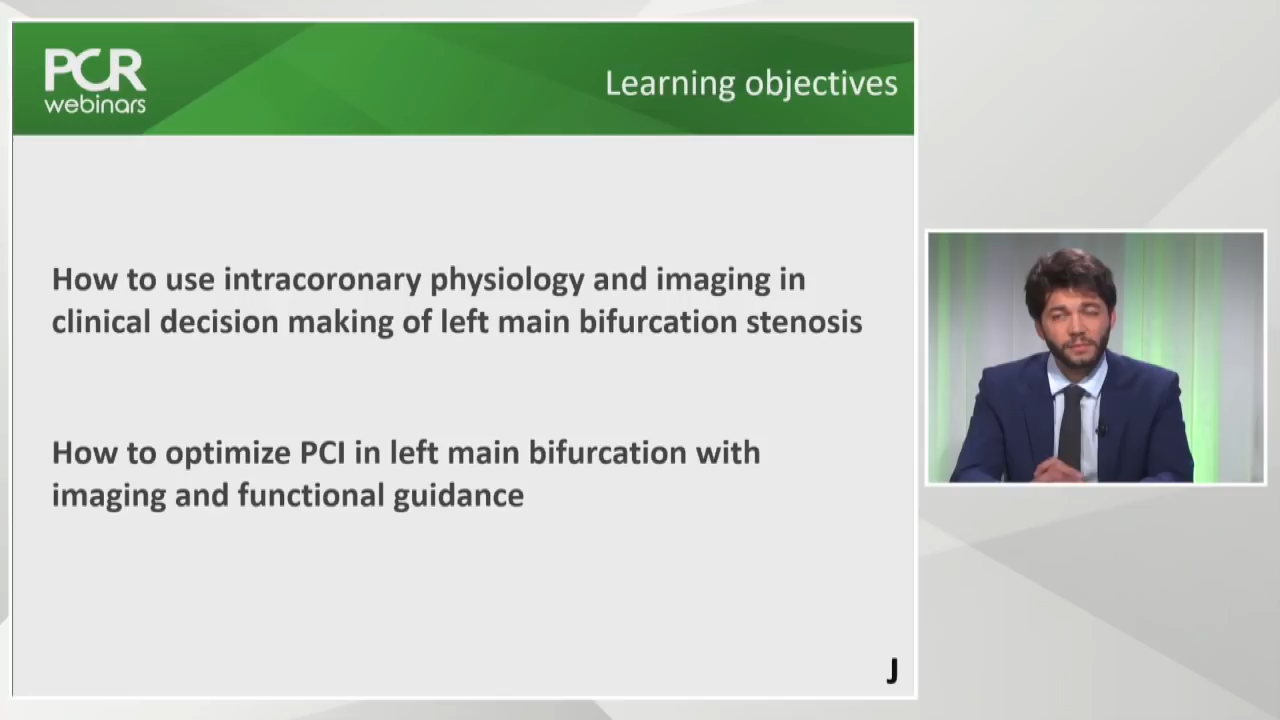 PCR
webinars
Learning objectives
How to use intracoronary physiology and imaging in
clinical decision making of left main bifurcation stenosis
How to optimize PCI in left main bifurcation with
imaging and functional guidance
J